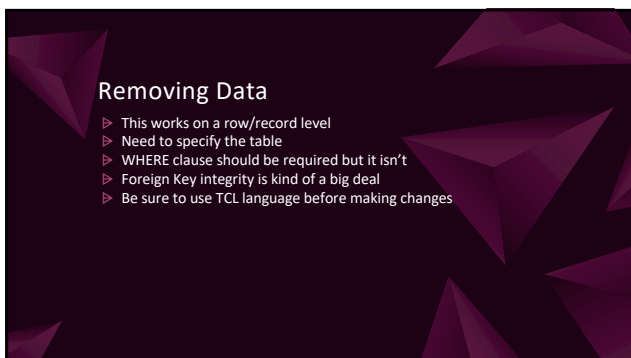 Removing Data
This works on a row/record level
Need to specify the table
WHERE clause should be required but it isn't
Foreign Key integrity is kind of a big deal
Be sure to use TCL language before making changes